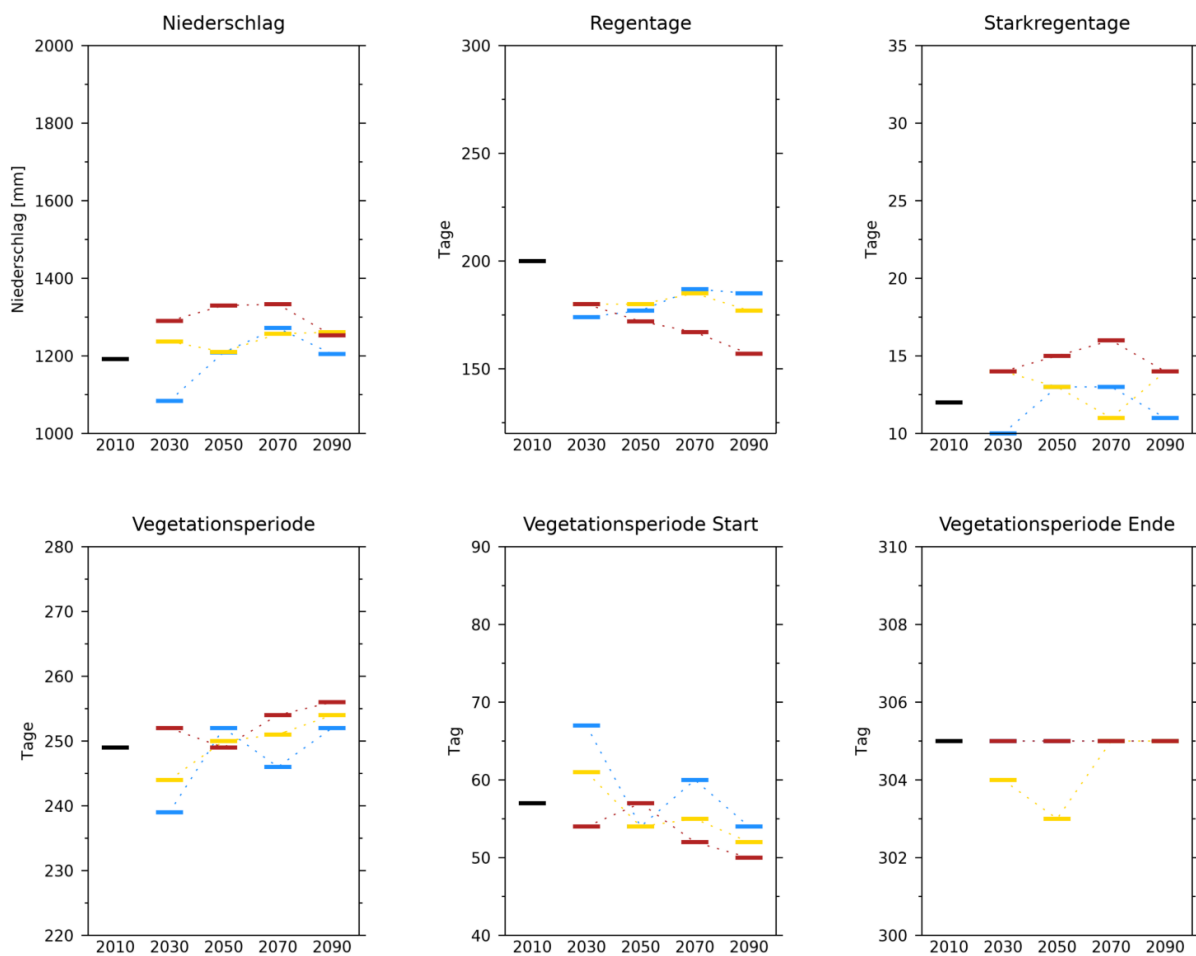 Niederschlag
Regentage
Starkregentage
2000
1800
1600
1400
1200
1000
Niederschlag [mm]
2010 2030 2050 2070 2090
300
250
200
150
Tage
2010 2030 2050 2070 2090
35
30
25
20
15
10
Tage
2010 2030 2050 2070 2090
Vegetationsperiode
Vegetationsperiode Start
Vegetationsperiode Ende
280
270
260
250
240
230
220
Tage
2010 2030 2050 2070 2090
90
80
70
60
50
40
Tag
2010 2030 2050 2070 2090
310
308
306
304
302
300
Tag
2010 2030 2050 2070 2090